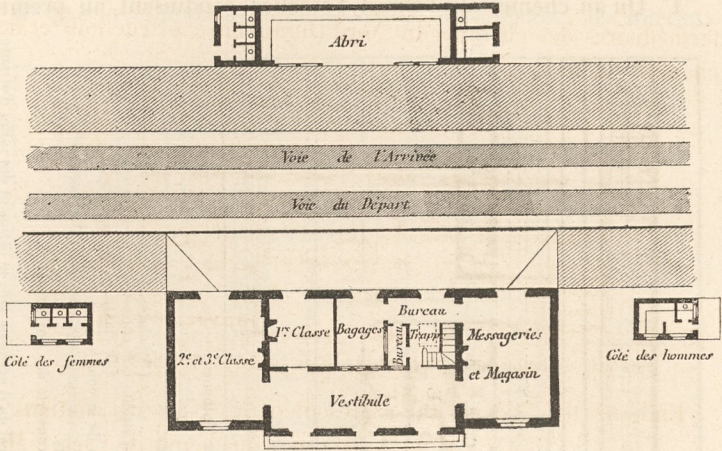 Abri
Voie de l'Arrivée
Voie du Départ
Bureau
1re Classe
Bagages
Bureau
Trappe
Messageries
et Magasin
2e et 3e Classe
Vestibule
Côté des femmes
Côté des hommes